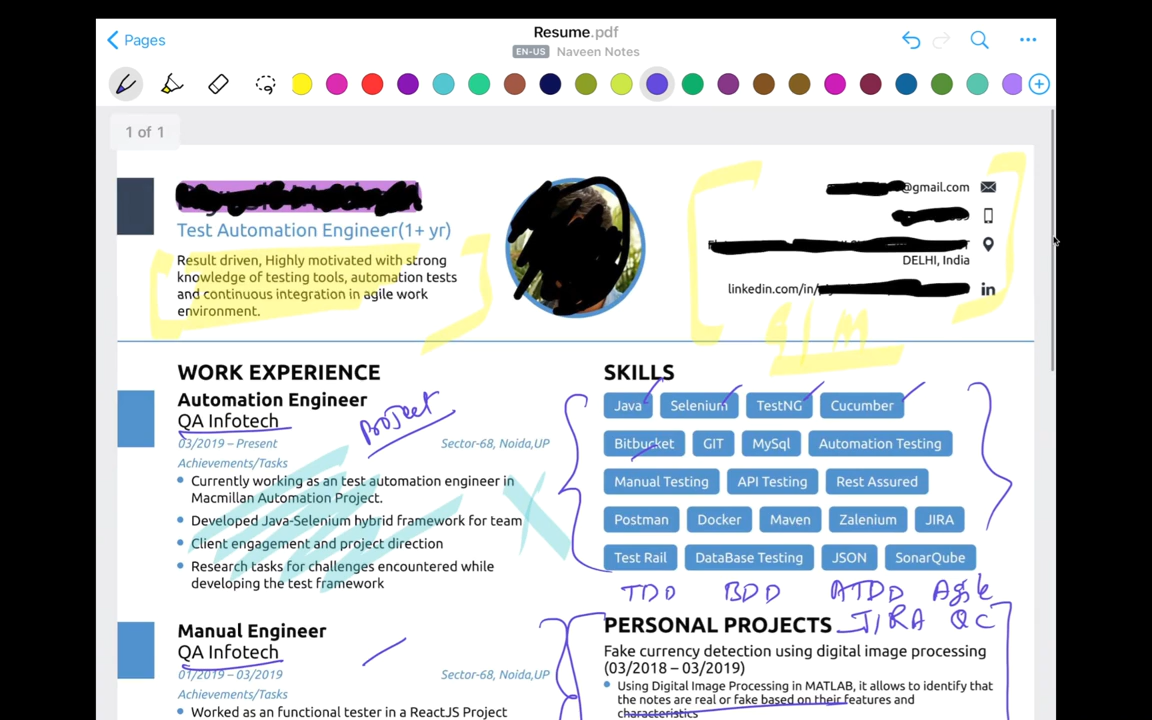 Pages
Resume.pdf
EN-US Naveen Notes
1 of 1
Test Automation Engineer(1+ yr)
Result driven, Highly motivated with strong
knowledge of testing tools, automation tests
and continuous integration in agile work
environment.
@gmail.com
DELHI, India
linkedin.com/in/
in
WORK EXPERIENCE
Automation Engineer
QA Infotech
Project
03/2019 – Present Sector-68, Noida,UP
Achievements/Tasks
Currently working as an test automation engineer in
Macmillan Automation Project.
Developed Java-Selenium hybrid framework for team
Client engagement and project direction
Research tasks for challenges encountered while
developing the test framework
Manual Engineer
QA Infotech
01/2019 – 03/2019 Sector-68, Noida,UP
Achievements/Tasks
Worked as an functional tester in a ReactJS Project
SKILLS
Java Selenium TestNG Cucumber
Bitbucket GIT MySql Automation Testing
Manual Testing API Testing Rest Assured
Postman Docker Maven Zalenium JIRA
Test Rail DataBase Testing JSON SonarQube
TDD BDD ATDD Agile
JIRA QC
PERSONAL PROJECTS
Fake currency detection using digital image processing
(03/2018 – 03/2019)
Using Digital Image Processing in MATLAB, it allows to identify that
the notes are real or fake based on their features and
characteristics